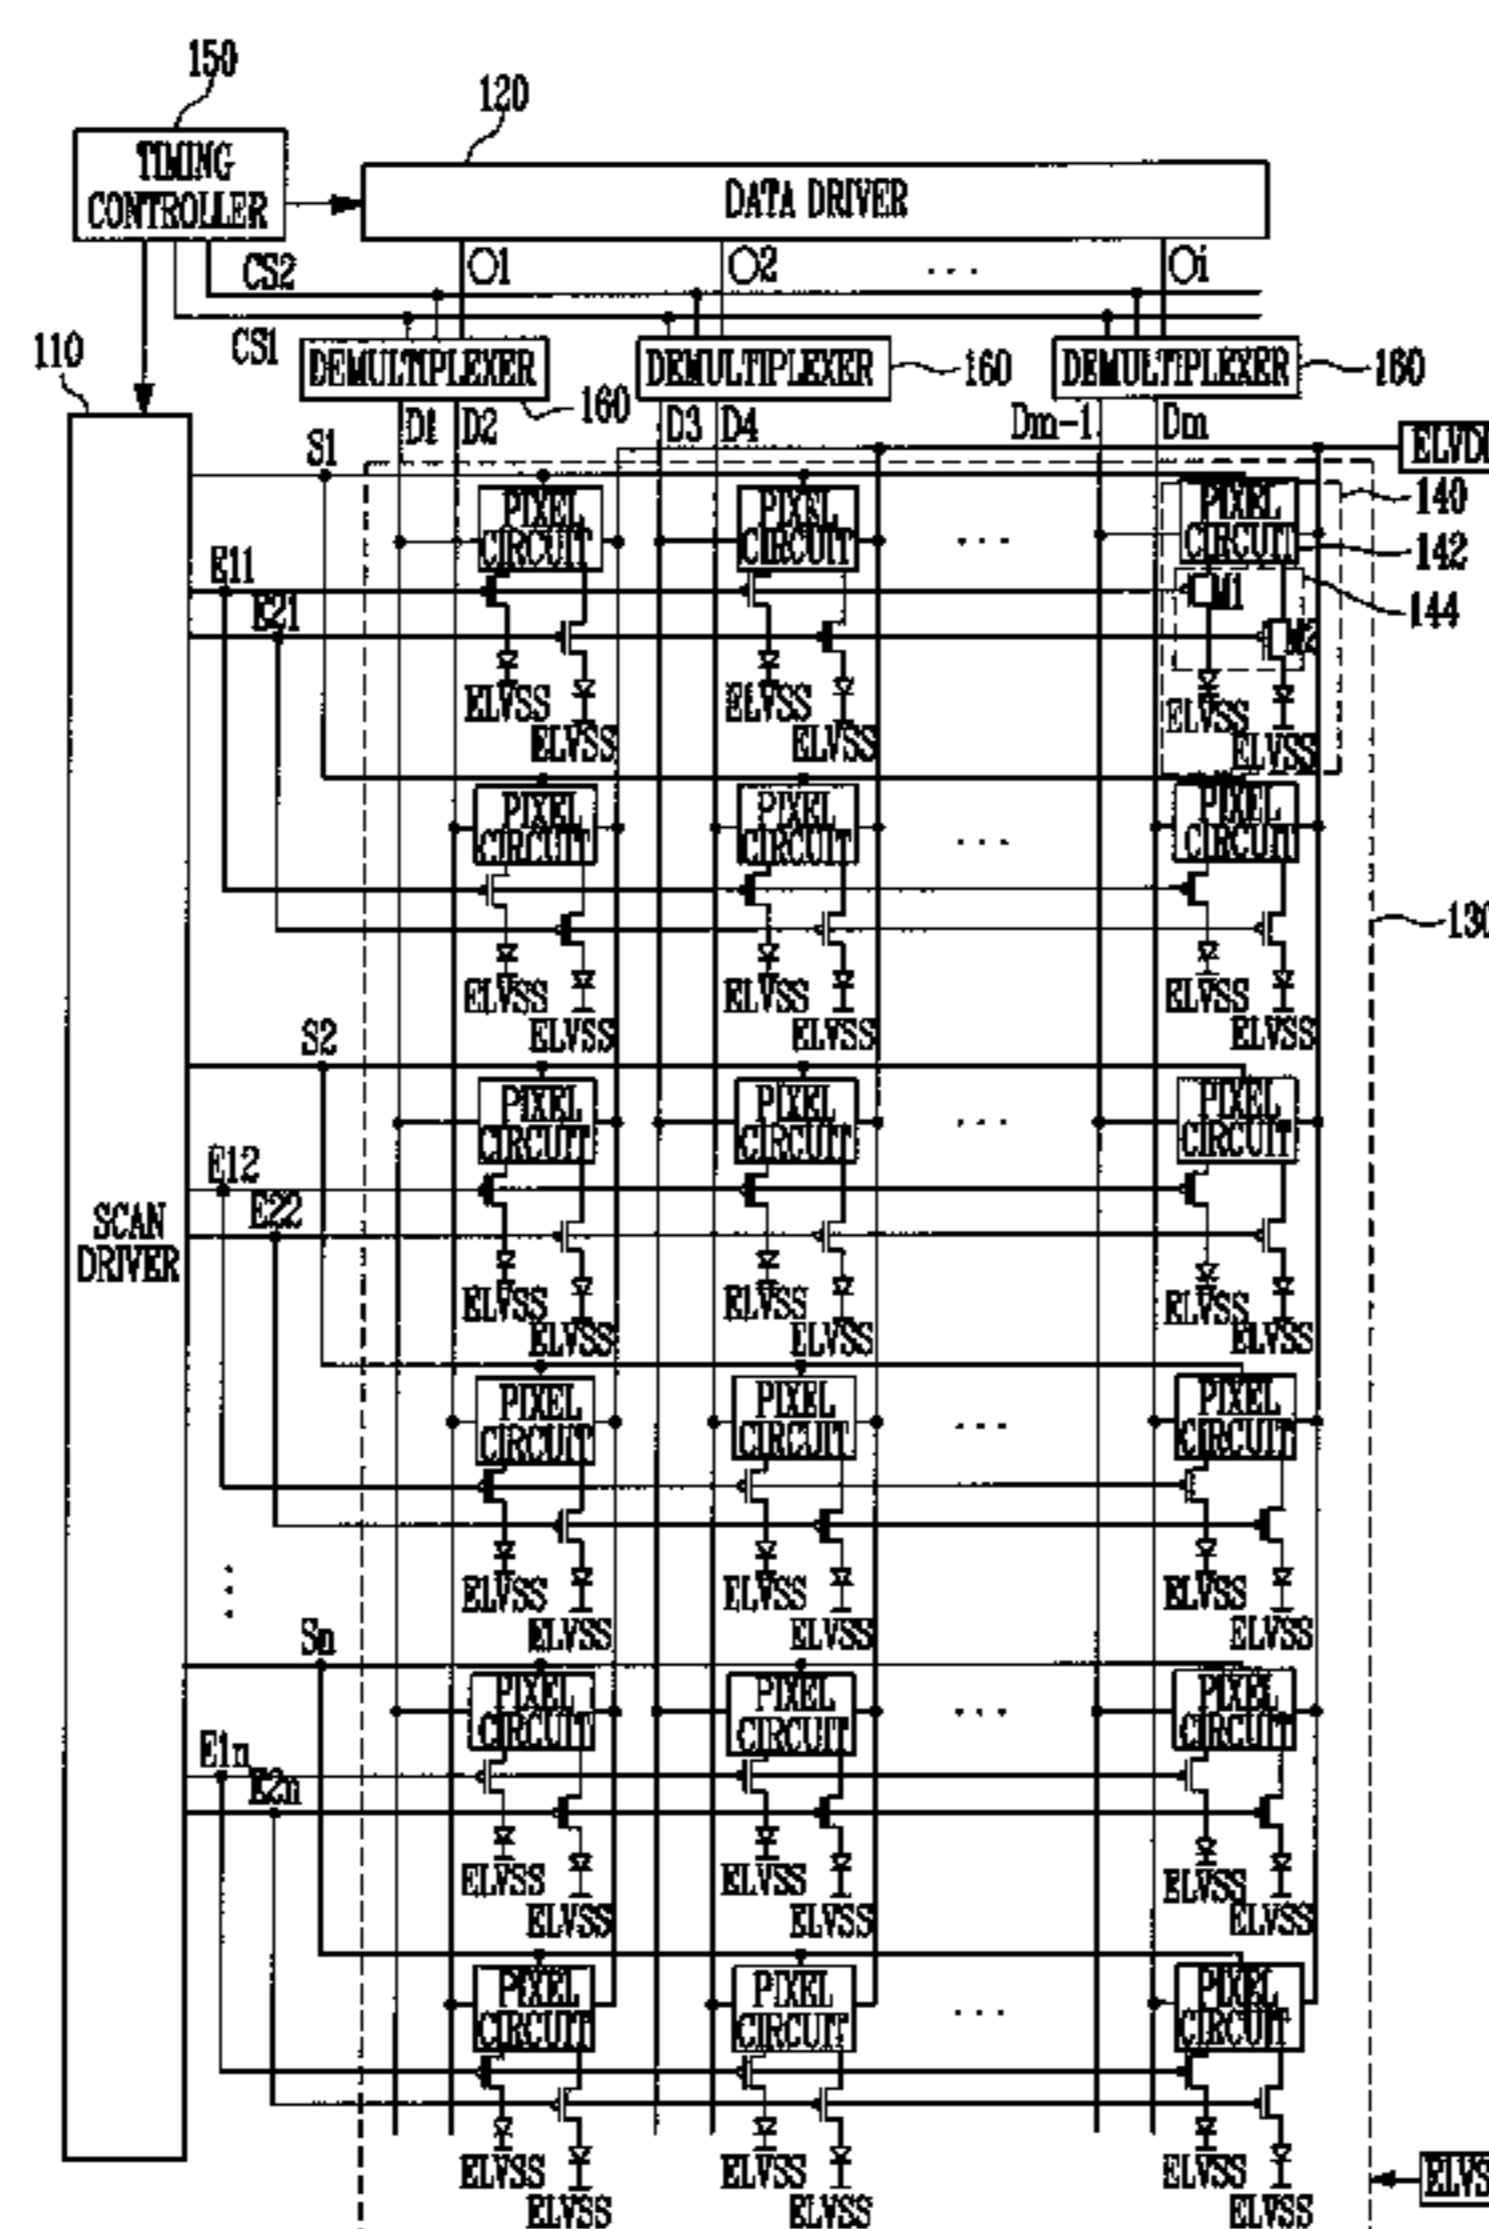 150
120
TIMING
CONTROLLER
DATA DRIVER
CS2
O1
O2
...
Oi
CS1
110
DEMULTIPLEXER
DEMULTIPLEXER
160
DEMULTIPLEXER
160
160
D1 D2
D3 D4
Dm-1 Dm
S1
140
PIXEL
CIRCUIT
PIXEL
CIRCUIT
...
PIXEL
CIRCUIT
142
E11
M1
144
E21
M2
ELVSS
ELVSS
ELVSS
ELVSS
ELVSS
ELVSS
PIXEL
CIRCUIT
PIXEL
CIRCUIT
...
PIXEL
CIRCUIT
ELVSS
ELVSS
ELVSS
ELVSS
ELVSS
ELVSS
S2
PIXEL
CIRCUIT
PIXEL
CIRCUIT
...
PIXEL
CIRCUIT
E12
E22
SCAN
DRIVER
ELVSS
ELVSS
ELVSS
ELVSS
ELVSS
ELVSS
PIXEL
CIRCUIT
PIXEL
CIRCUIT
...
PIXEL
CIRCUIT
ELVSS
ELVSS
ELVSS
ELVSS
ELVSS
ELVSS
Sn
PIXEL
CIRCUIT
PIXEL
CIRCUIT
...
PIXEL
CIRCUIT
E1n
E2n
ELVSS
ELVSS
ELVSS
ELVSS
ELVSS
ELVSS
PIXEL
CIRCUIT
PIXEL
CIRCUIT
...
PIXEL
CIRCUIT
ELVSS
ELVSS
ELVSS
ELVSS
ELVSS
ELVSS